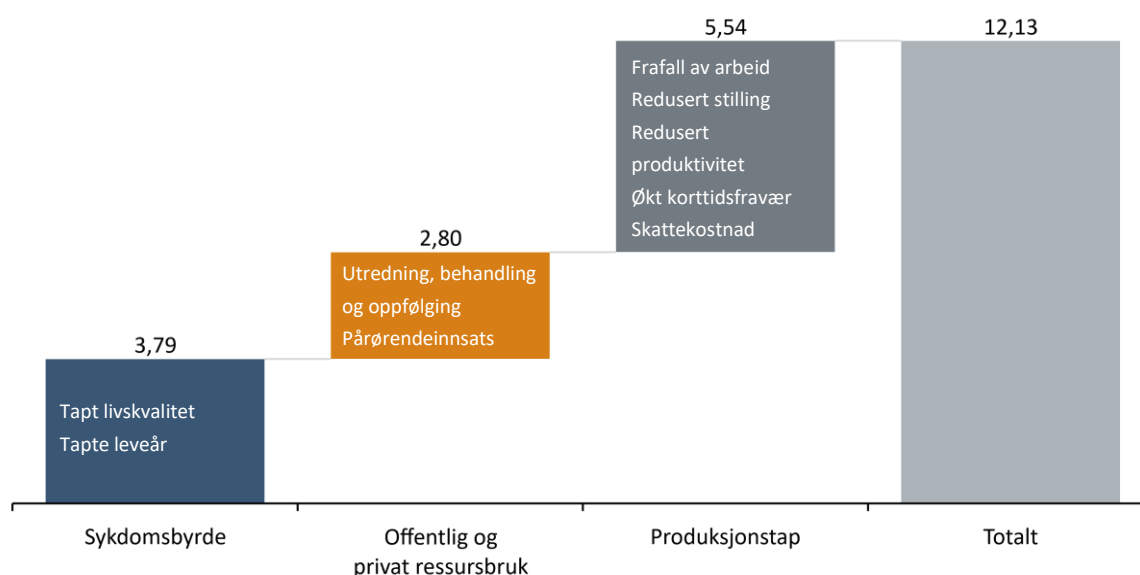 5,54
12,13
Frafall av arbeid
Redusert stilling
Redusert
produktivitet
Økt korttidsfravær
Skattekostnad
2,80
Utredning, behandling
og oppfølging
Pårørendeinnsats
3,79
Tapt livskvalitet
Tapte leveår
Sykdomsbyrde
Offentlig og
privat ressursbruk
Produksjonstap
Totalt